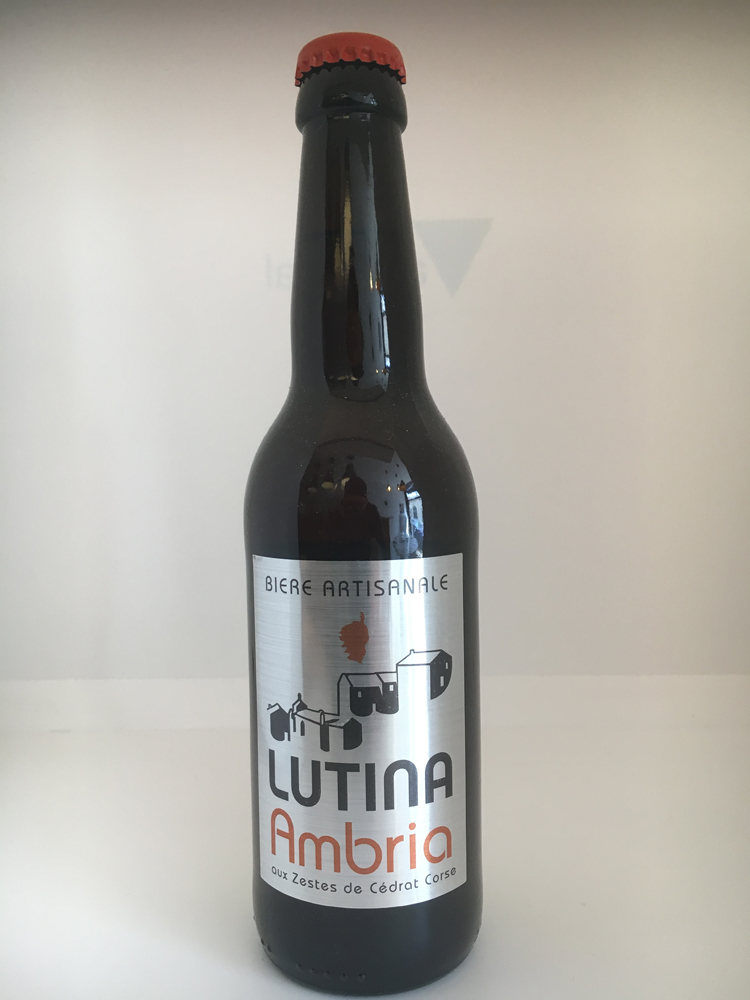 BIERE ARTISANALE
LUTINA
Ambria
aux Zestes de Cédrat Corse